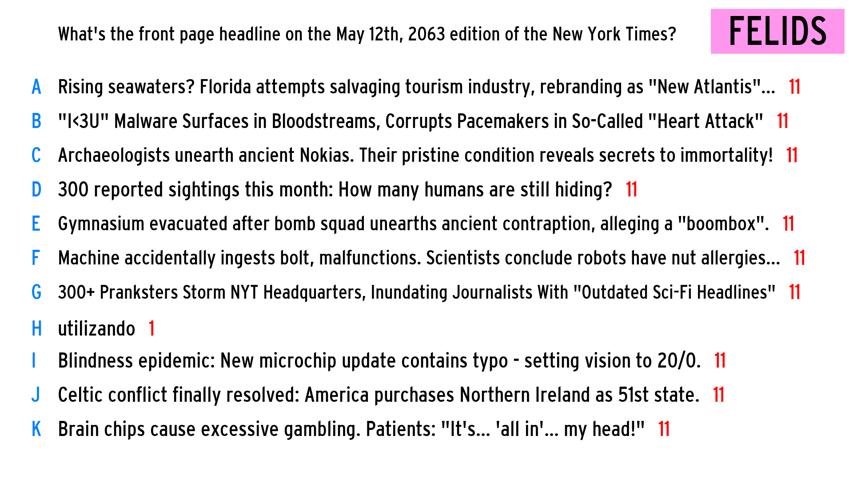 What's the front page headline on the May 12th, 2063 edition of the New York Times?
FELIDS
A Rising seawaters? Florida attempts salvaging tourism industry, rebranding as "New Atlantis"... 11
B "I<3U" Malware Surfaces in Bloodstreams, Corrupts Pacemakers in So-Called "Heart Attack" 11
C Archaeologists unearth ancient Nokias. Their pristine condition reveals secrets to immortality! 11
D 300 reported sightings this month: How many humans are still hiding? 11
E Gymnasium evacuated after bomb squad unearths ancient contraption, alleging a "boombox". 11
F Machine accidentally ingests bolt, malfunctions. Scientists conclude robots have nut allergies... 11
G 300+ Pranksters Storm NYT Headquarters, Inundating Journalists With "Outdated Sci-Fi Headlines" 11
H utilizando 1
I Blindness epidemic: New microchip update contains typo - setting vision to 20/0. 11
J Celtic conflict finally resolved: America purchases Northern Ireland as 51st state. 11
K Brain chips cause excessive gambling. Patients: "It's... 'all in'... my head!" 11